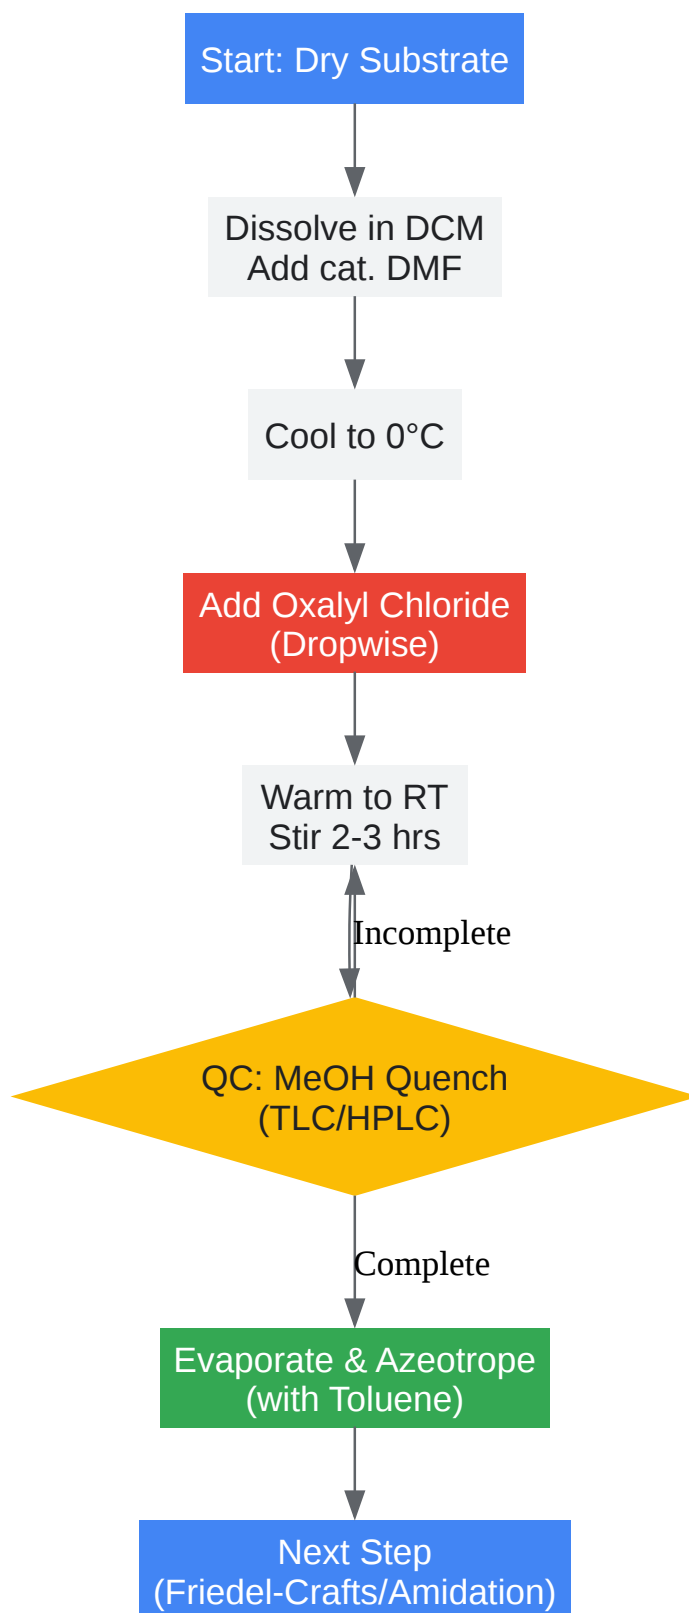 Start: Dry Substrate
Dissolve in DCM
Add cat. DMF
Cool to 0°C
Add Oxalyl Chloride
(Dropwise)
Warm to RT
Stir 2-3 hrs
Incomplete
QC: MeOH Quench
(TLC/HPLC)
Complete
Evaporate & Azeotrope
(with Toluene)
Next Step
(Friedel-Crafts/Amidation)